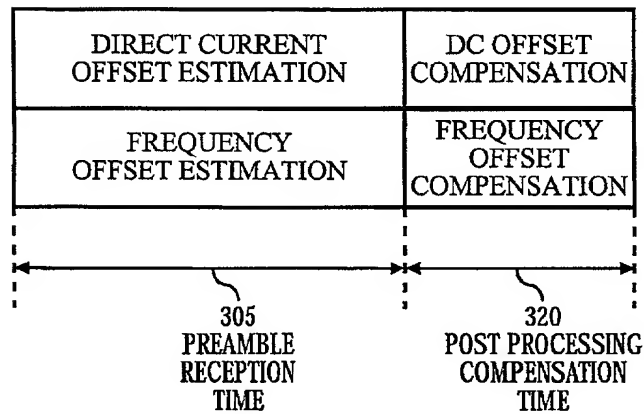 DIRECT CURRENT
OFFSET ESTIMATION
DC OFFSET
COMPENSATION
FREQUENCY
OFFSET ESTIMATION
FREQUENCY
OFFSET
COMPENSATION
305
PREAMBLE
RECEPTION
TIME
320
POST PROCESSING
COMPENSATION
TIME